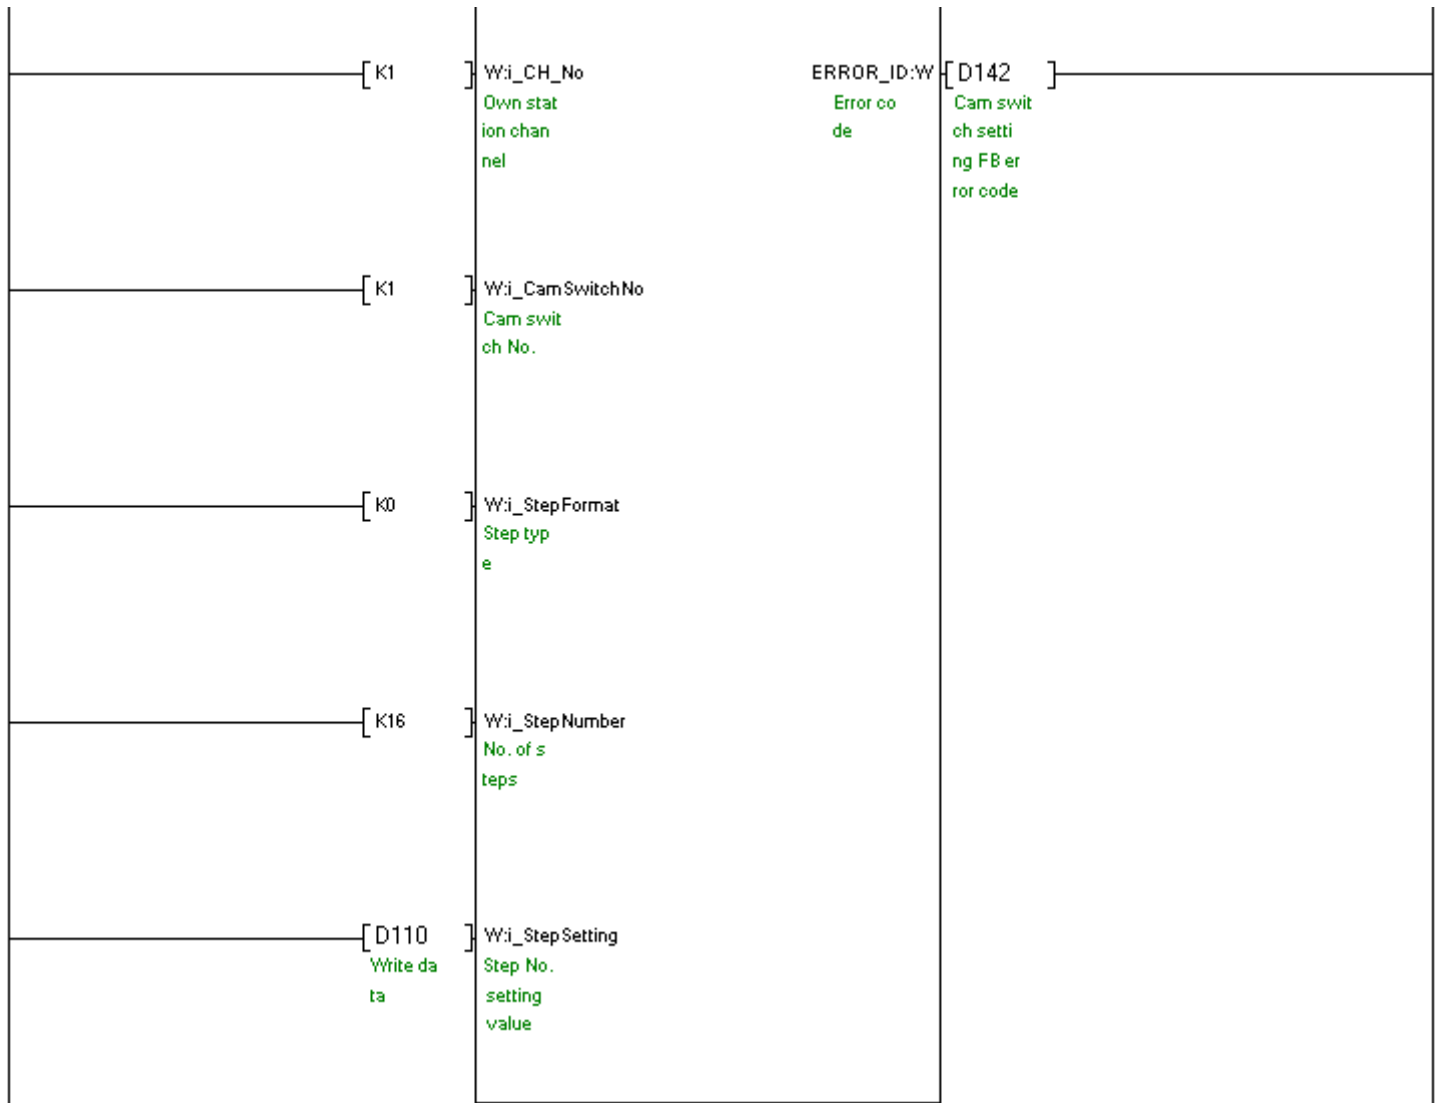 [ K1 ] W:i_CH_No ERROR_ID:W [ D142 ]
Own stat Error co Cam swit
ion chan de ch setti
nel ng FB er
ror code
[ K1 ] W:i_CamSwitchNo
Cam swit
ch No.
[ K0 ] W:i_StepFormat
Step typ
e
[ K16 ] W:i_StepNumber
No. of s
teps
[ D110 ] W:i_StepSetting
Write da Step No.
ta setting
value